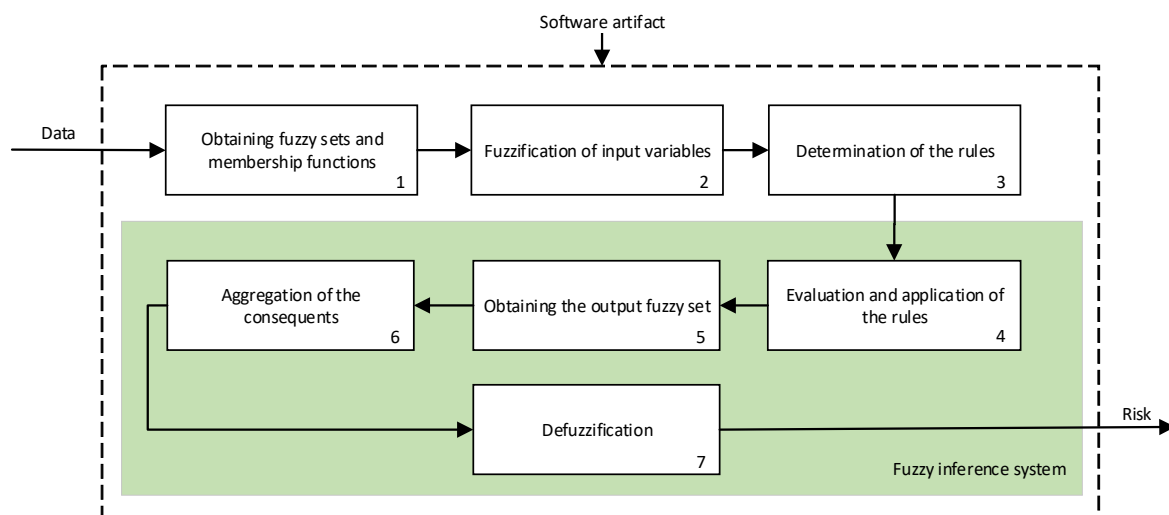 Software artifact
Data
Obtaining fuzzy sets and
membership functions
1
Fuzzification of input variables
2
Determination of the rules
3
Aggregation of the
consequents
6
Obtaining the output fuzzy set
5
Evaluation and application of
the rules
4
Defuzzification
7
Risk
Fuzzy inference system